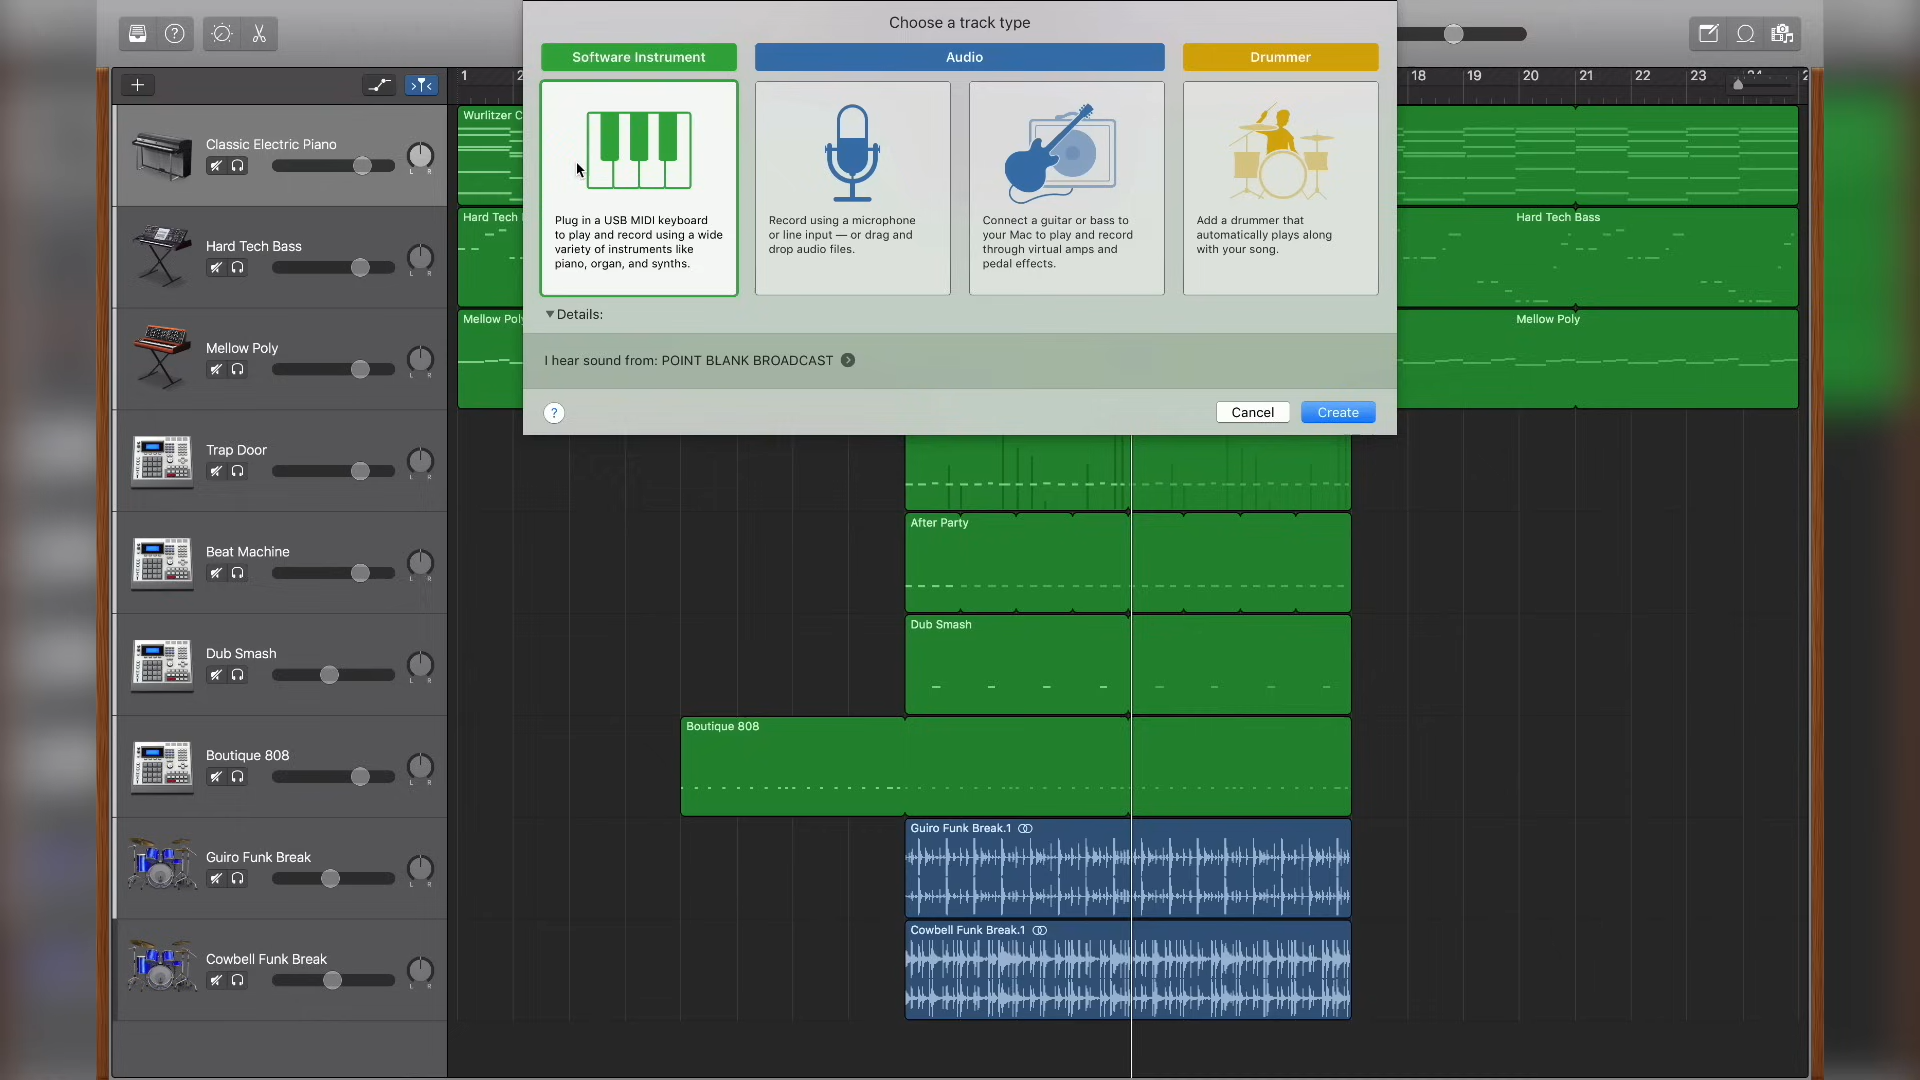 Choose a track type
Software Instrument
Audio
Drummer
Plug in a USB MIDI keyboard
to play and record using a wide
variety of instruments like
piano, organ, and synths.
Record using a microphone
or line input — or drag and
drop audio files.
Connect a guitar or bass to
your Mac to play and record
through virtual amps and
pedal effects.
Add a drummer that
automatically plays along
with your song.
Details:
I hear sound from: POINT BLANK BROADCAST
?
Cancel
Create
1
18 19 20 21 22 23 24
Classic Electric Piano
L R
Wurlitzer C
Hard Tech Bass
L R
Hard Tech
Hard Tech Bass
Mellow Poly
L R
Mellow Poly
Mellow Poly
Trap Door
L R
Beat Machine
L R
After Party
Dub Smash
L R
Dub Smash
Boutique 808
L R
Boutique 808
Guiro Funk Break
L R
Guiro Funk Break.1
Cowbell Funk Break
L R
Cowbell Funk Break.1